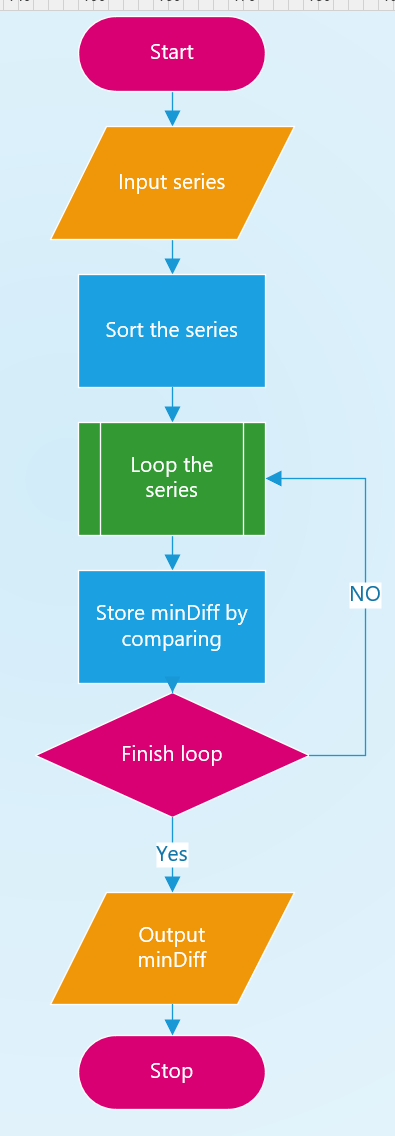 Start
Input series
Sort the series
Loop the
series
Store minDiff by
comparing
NO
Finish loop
Yes
Output
minDiff
Stop